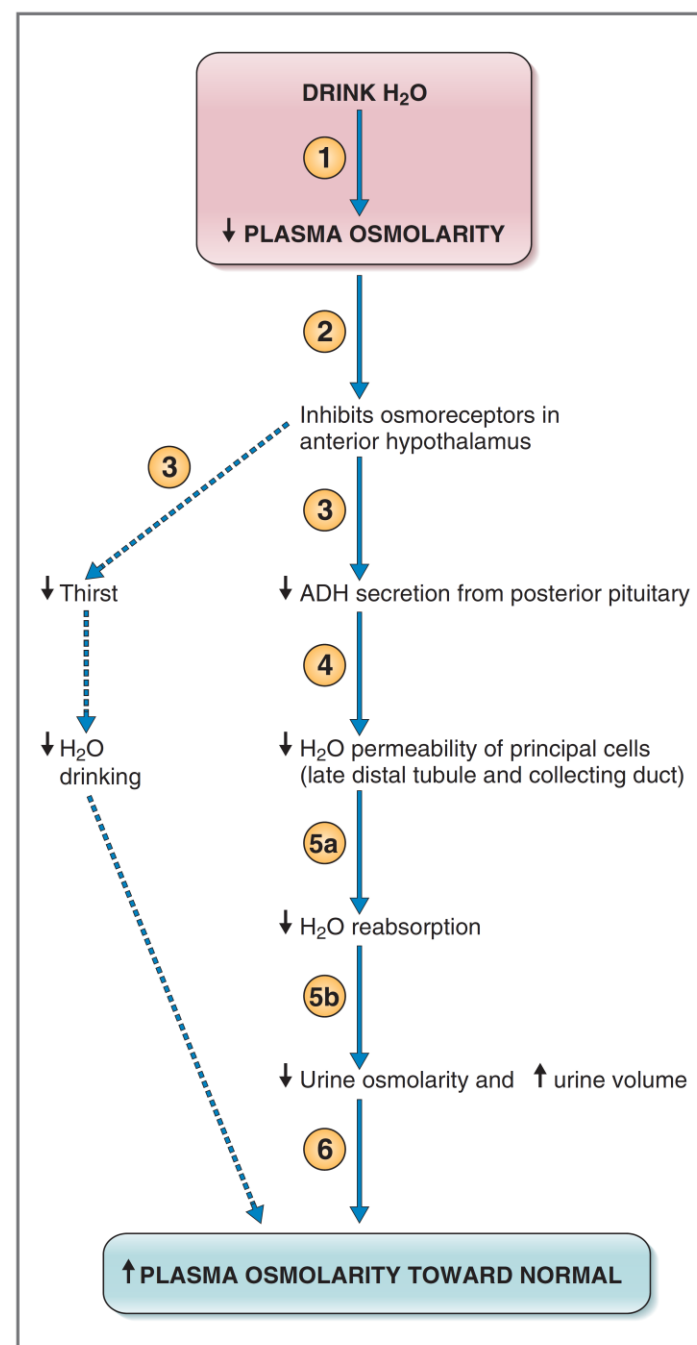 DRINK H₂O
1
↓ PLASMA OSMOLARITY
2
Inhibits osmoreceptors in
anterior hypothalamus
3
3
↓ Thirst
↓ ADH secretion from posterior pituitary
4
↓ H₂O
drinking
↓ H₂O permeability of principal cells
(late distal tubule and collecting duct)
5a
↓ H₂O reabsorption
5b
↓ Urine osmolarity and ↑ urine volume
6
↑ PLASMA OSMOLARITY TOWARD NORMAL